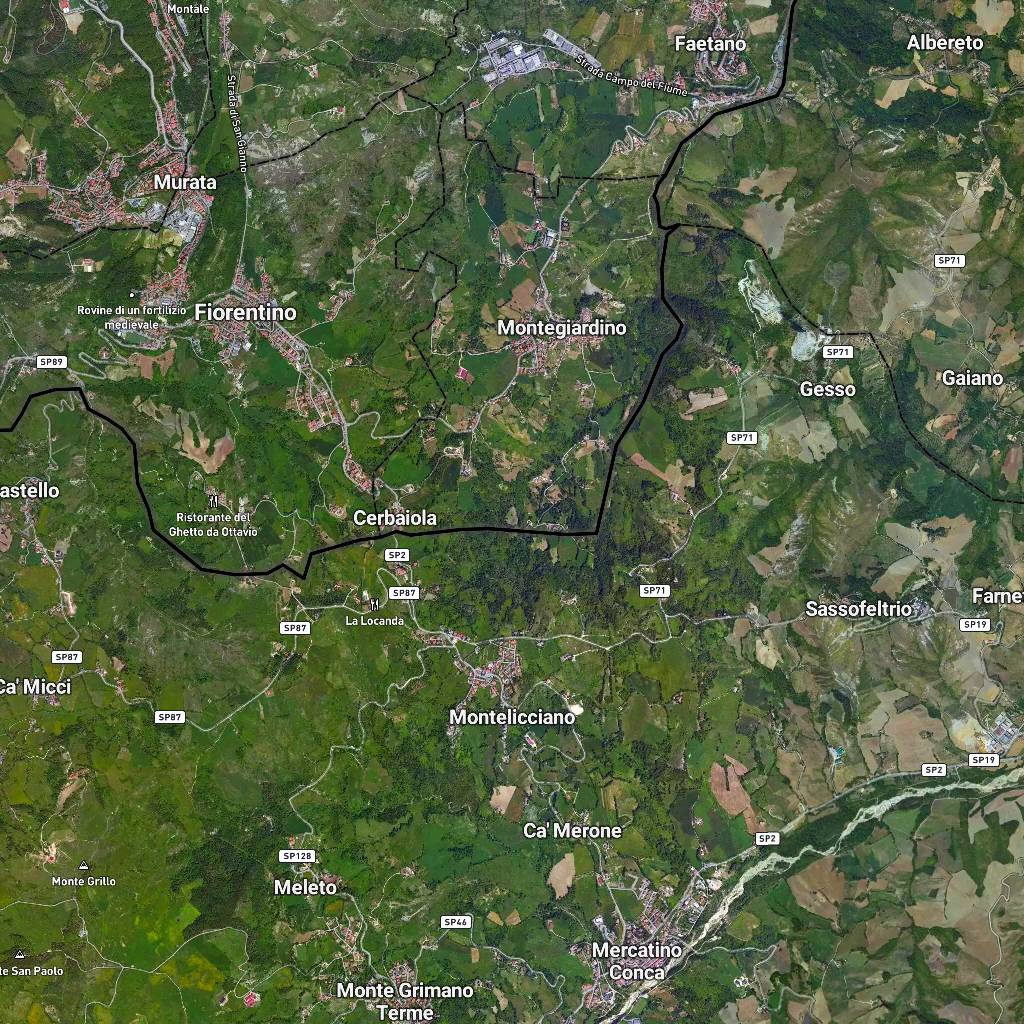 Montale
Faetano
Albereto
Strada Campo del Fiume
Strada di San Gianno
Murata
SP71
Rovine di un fortilizio
medievale
Fiorentino
Montegiardino
SP89
SP71
Gesso
Gaiano
SP71
astello
Ristorante del
Ghetto da Ottavio
Cerbaiola
SP2
SP87
SP71
La Locanda
Sassofeltrio
Farnet
SP87
SP19
SP87
Ca' Micci
SP87
Montelicciano
SP19
SP2
Ca' Merone
SP2
SP128
Monte Grillo
Meleto
SP46
Mercatino
Conca
te San Paolo
Monte Grimano
Terme